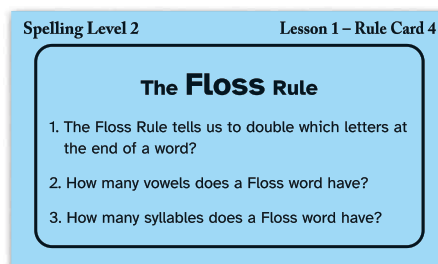 Spelling Level 2
Lesson 1 – Rule Card 4
The Floss Rule
1. The Floss Rule tells us to double which letters at
the end of a word?
2. How many vowels does a Floss word have?
3. How many syllables does a Floss word have?